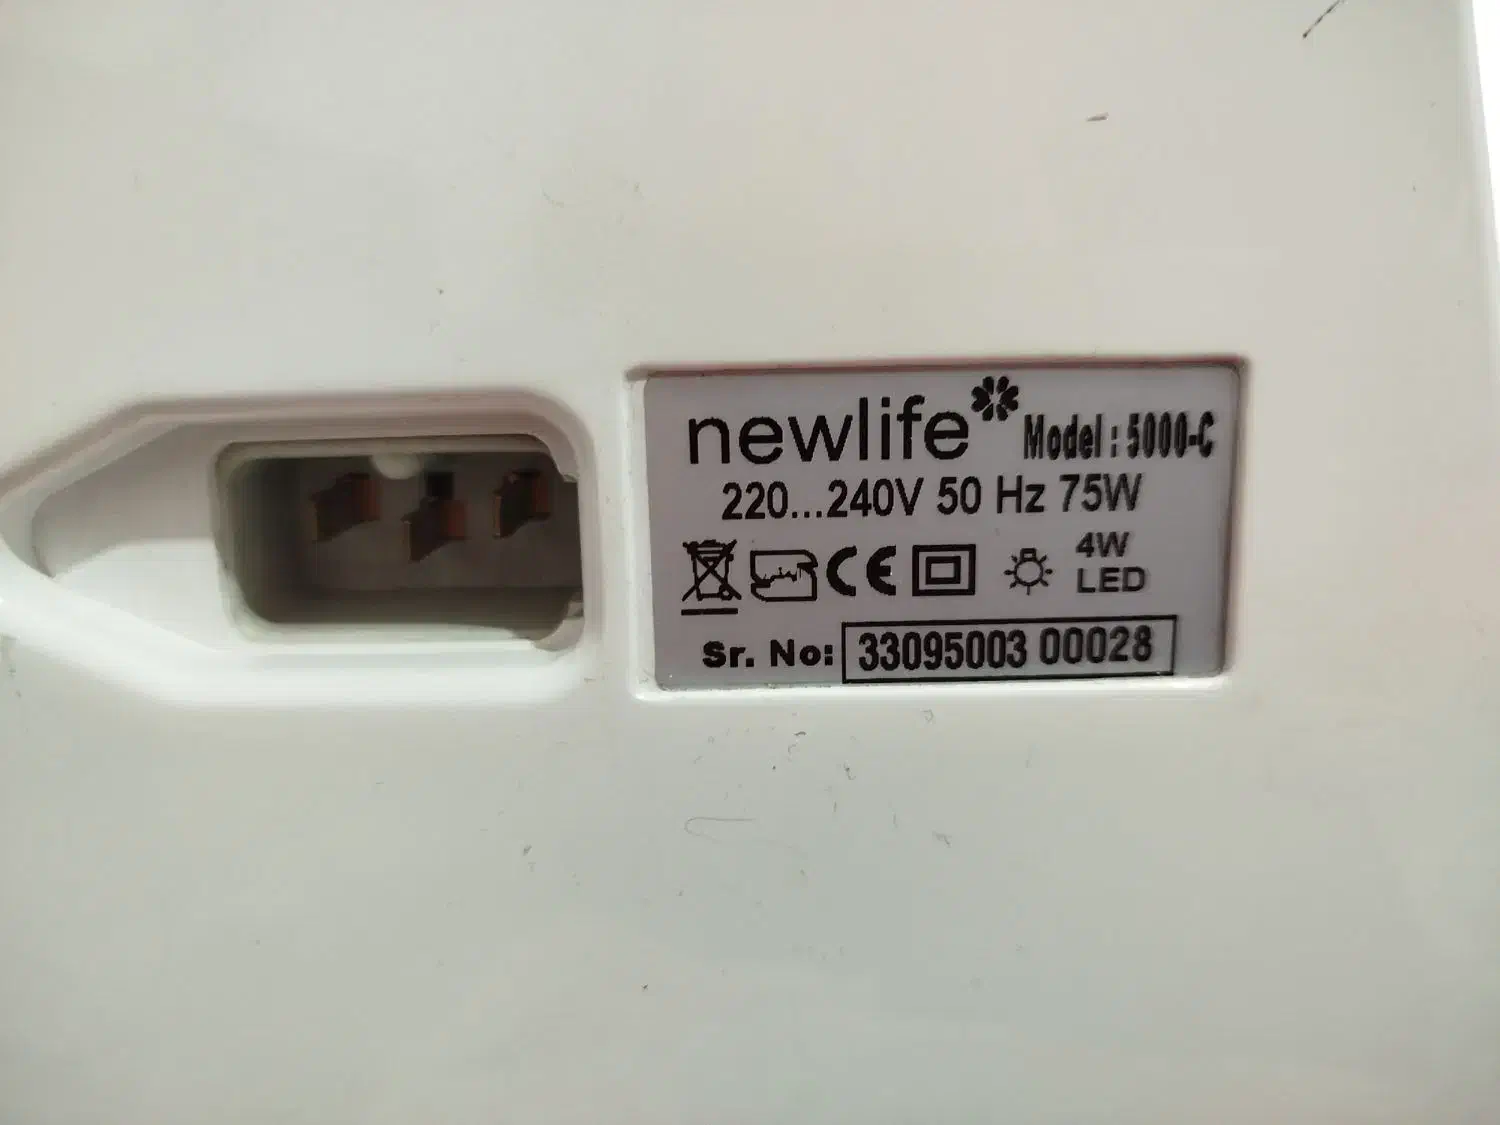 newlife Model : 5000-C
220...240V 50 Hz 75W
CE 4W
LED
Sr. No: 33095003 00028